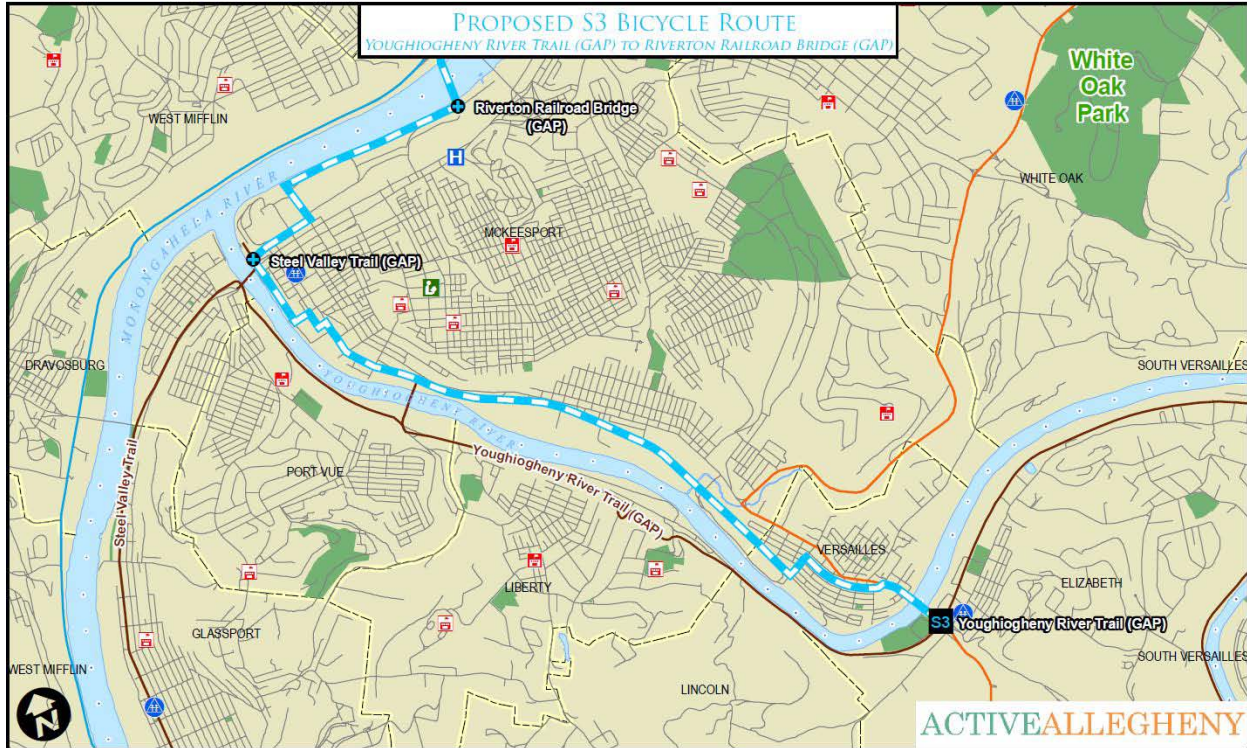 PROPOSED S3 BICYCLE ROUTE
YOUGHIOGHENY RIVER TRAIL (GAP) TO RIVERTON RAILROAD BRIDGE (GAP)
White
Oak
Park
Riverton Railroad Bridge
(GAP)
WEST MIFFLIN
H
WHITE OAK
MONONGAHELA RIVER
MCKEESPORT
Steel Valley Trail (GAP)
DRAVOSBURG
SOUTH VERSAILLES
YOUGHIOGHENY RIVER
Steel Valley Trail
PORT VUE
Youghiogheny River Trail (GAP)
VERSAILLES
LIBERTY
ELIZABETH
S3
Youghiogheny River Trail (GAP)
GLASSPORT
WEST MIFFLIN
SOUTH VERSAILLES
LINCOLN
N
ACTIVEALLEGHENY